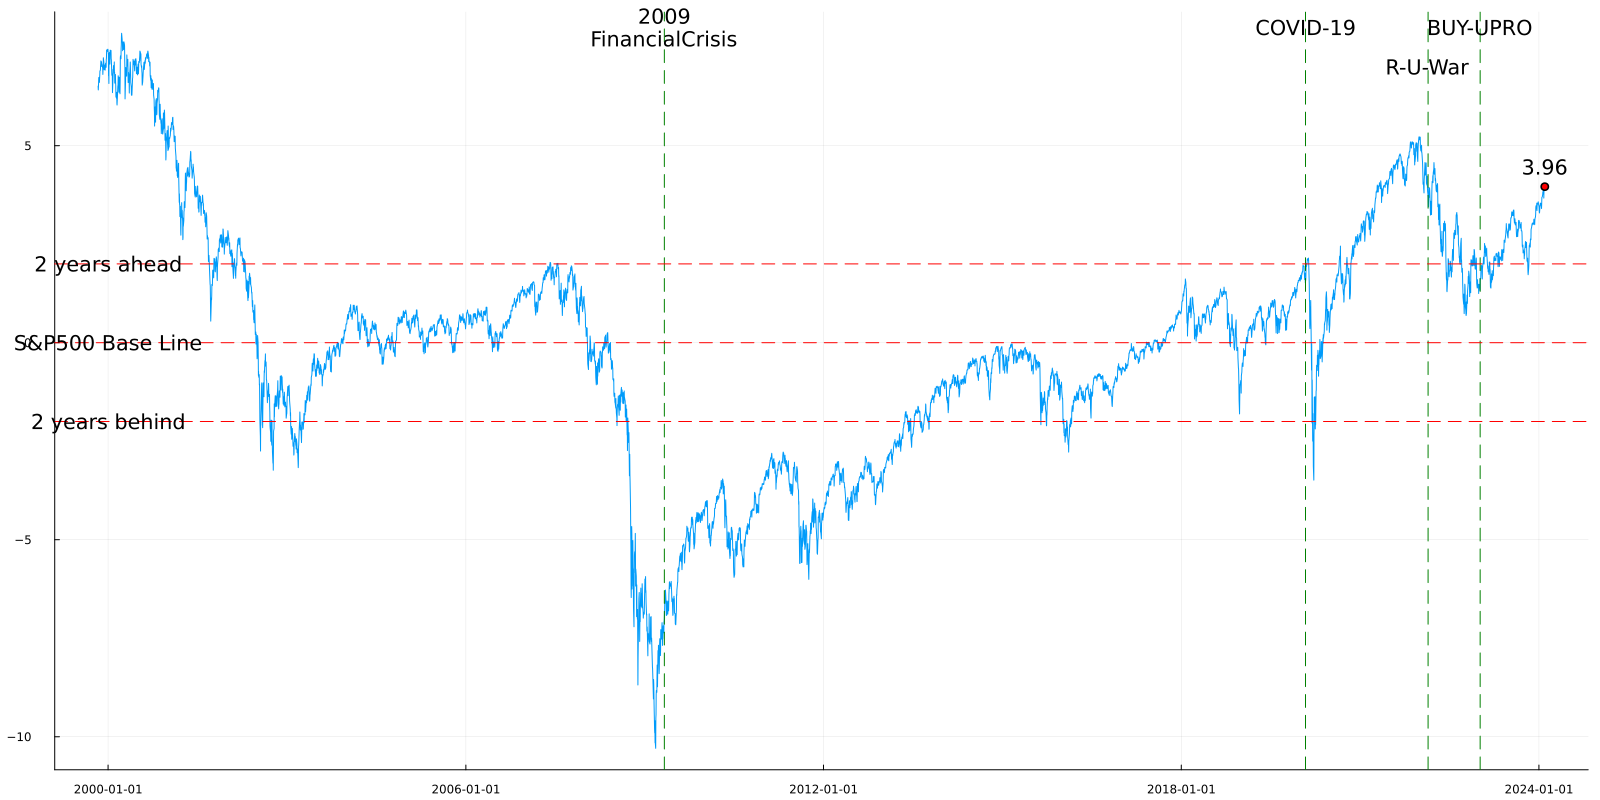 2009
FinancialCrisis
COVID-19
BUY-UPRO
R-U-War
5
3.96
2 years ahead
0
S&P500 Base Line
2 years behind
−5
−10
2000-01-01
2006-01-01
2012-01-01
2018-01-01
2024-01-01